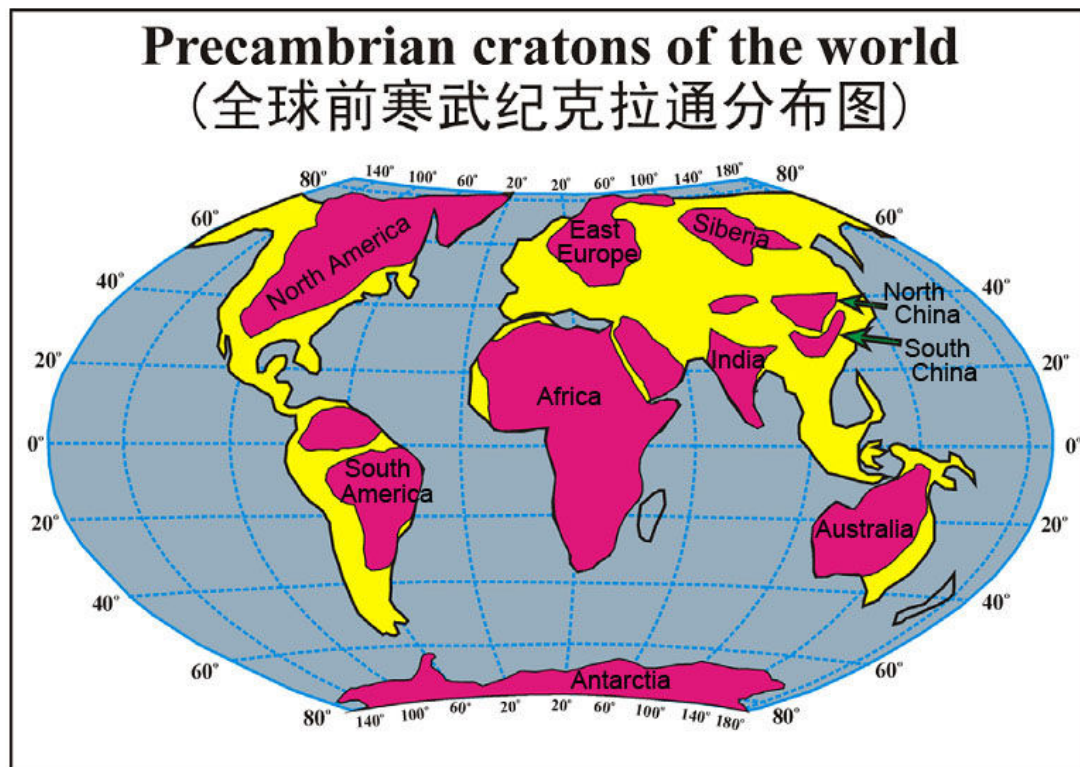 Precambrian cratons of the world
(全球前寒武纪克拉通分布图)
140° 100° 60° 20° 20° 60° 100° 140° 180°
80° 80°
60° 60°
40° 40°
20° 20°
0° 0°
20° 20°
40° 40°
60° 60°
80° 80°
140° 100° 60° 20° 20° 60° 100° 140° 180°
North America
East
Europe
Siberia
North
China
South
China
India
Africa
South
America
Australia
Antarctia